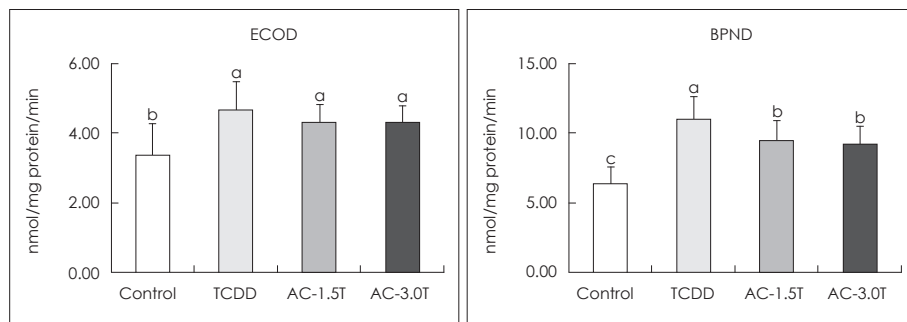 ECOD
nmol/mg protein/min
6.00
4.00
2.00
0.00
b
a
a
a
Control TCDD AC-1.5T AC-3.0T
BPND
nmol/mg protein/min
15.00
10.00
5.00
0.00
c
a
b
b
Control TCDD AC-1.5T AC-3.0T